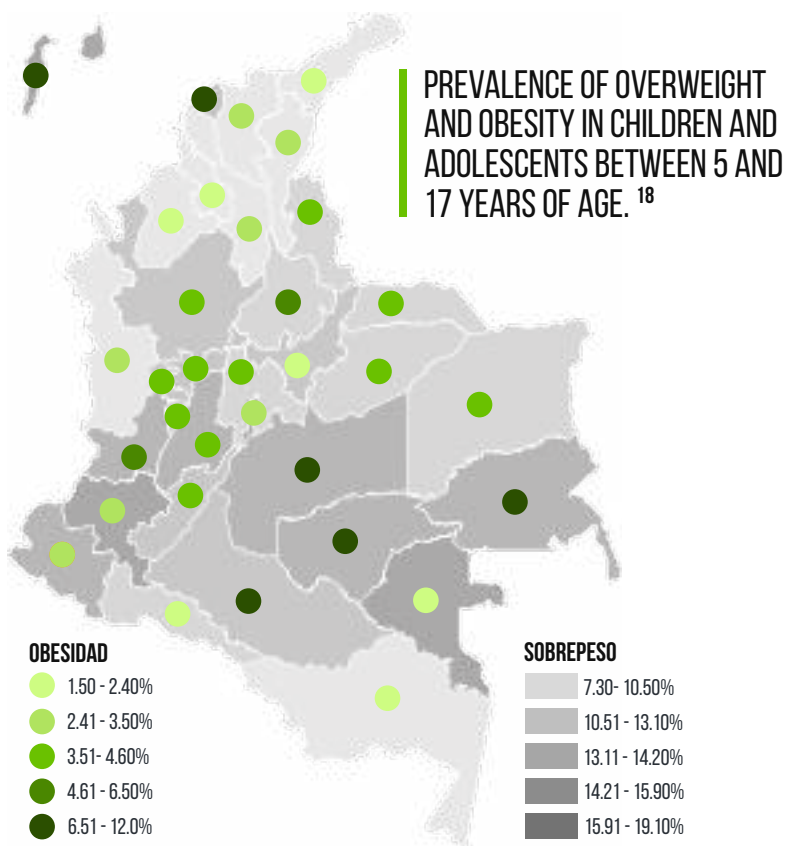 PREVALENCE OF OVERWEIGHT
AND OBESITY IN CHILDREN AND
ADOLESCENTS BETWEEN 5 AND
17 YEARS OF AGE. 18
OBESIDAD
1.50 - 2.40%
2.41 - 3.50%
3.51- 4.60%
4.61 - 6.50%
6.51 - 12.0%
SOBREPESO
7.30- 10.50%
10.51 - 13.10%
13.11 - 14.20%
14.21 - 15.90%
15.91 - 19.10%